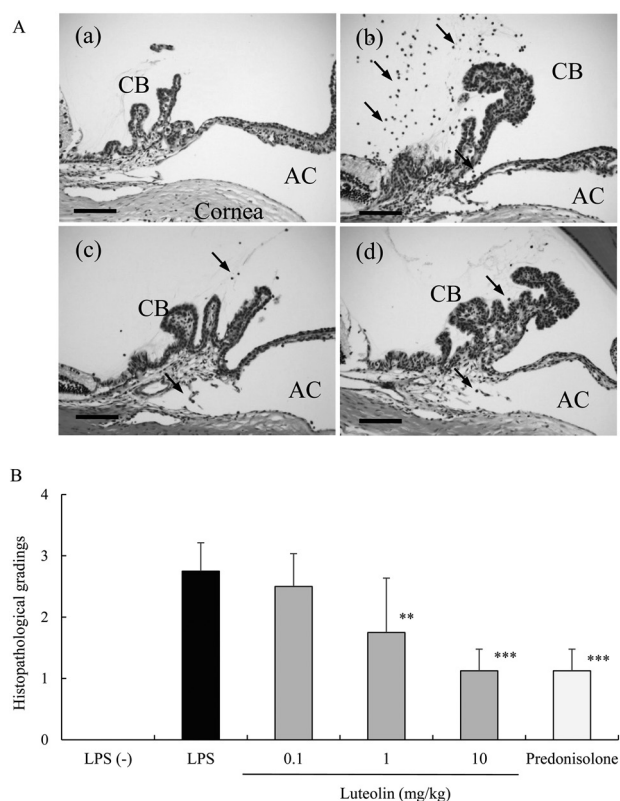 A
(a)
CB
AC
Cornea
(b)
CB
AC
(c)
CB
AC
(d)
CB
AC
B
Histopathological gradings
4
3
2
1
0
**
***
***
LPS (-) LPS 0.1 1 10 Predonisolone
Luteolin (mg/kg)